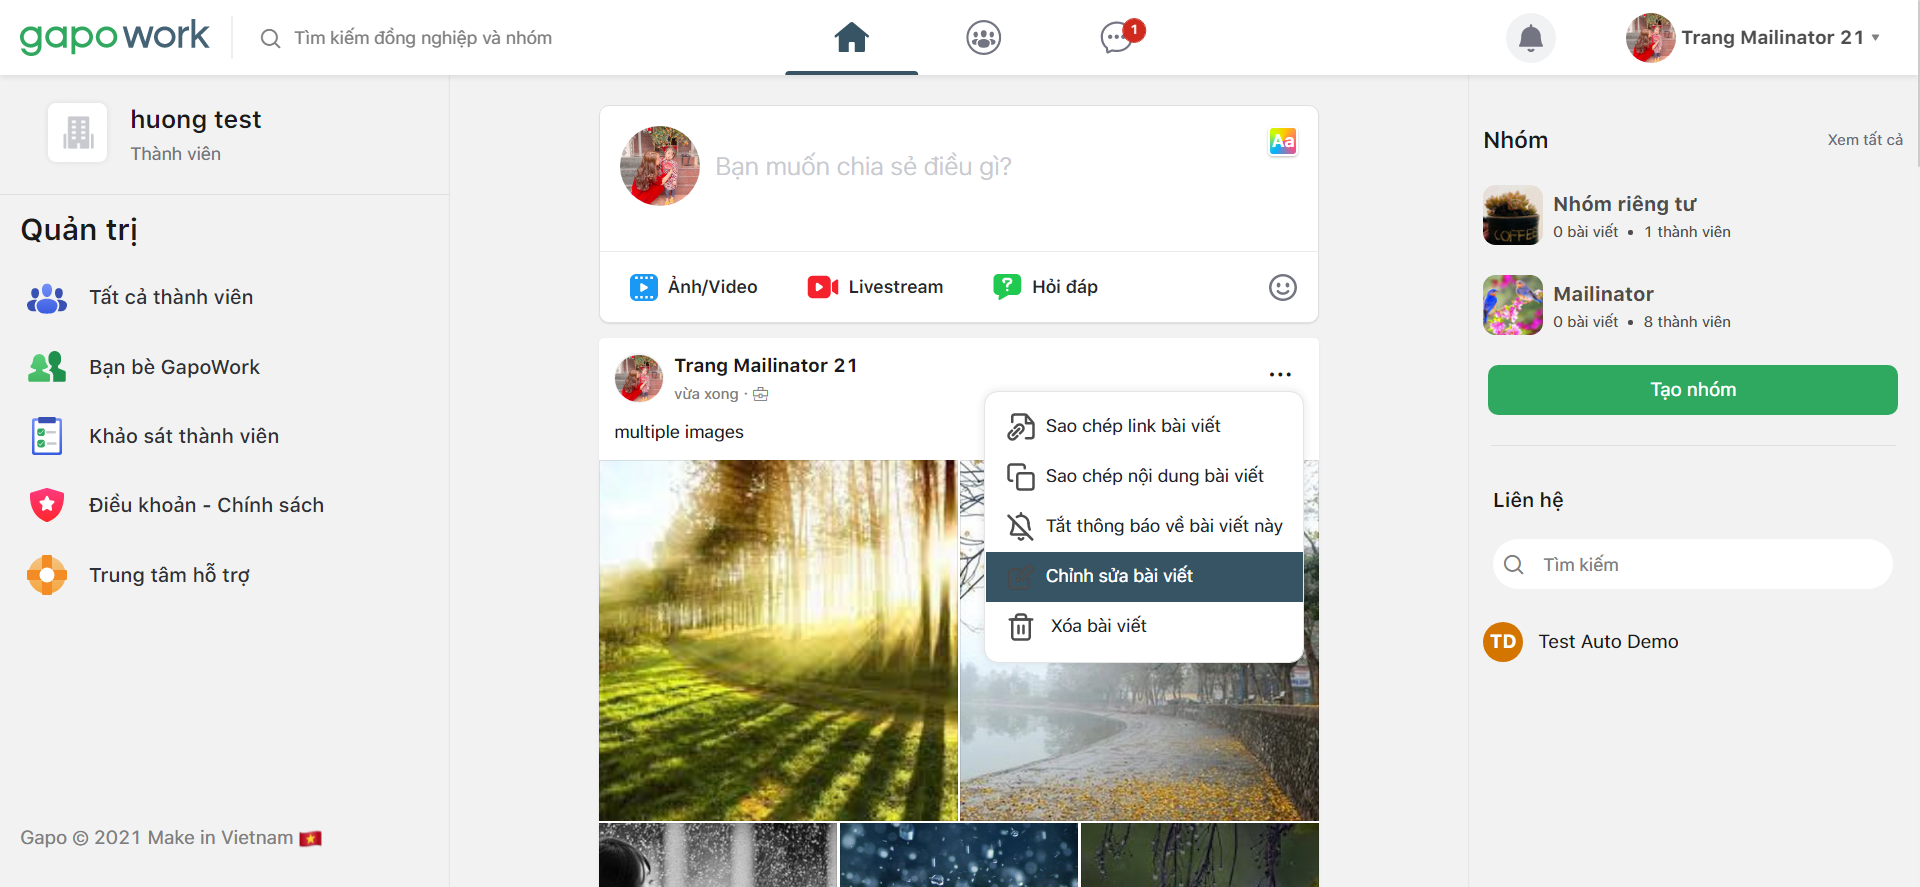 gapowork
Tìm kiếm đồng nghiệp và nhóm
1
Trang Mailinator 21
huong test
Thành viên
Quản trị
Tất cả thành viên
Bạn bè GapoWork
Khảo sát thành viên
Điều khoản - Chính sách
Trung tâm hỗ trợ
Gapo © 2021 Make in Vietnam
Bạn muốn chia sẻ điều gì?
Aa
Ảnh/Video
Livestream
Hỏi đáp
Trang Mailinator 21
vừa xong ·
multiple images
Sao chép link bài viết
Sao chép nội dung bài viết
Tắt thông báo về bài viết này
Chỉnh sửa bài viết
Xóa bài viết
Nhóm
Xem tất cả
COFFEE
Nhóm riêng tư
0 bài viết • 1 thành viên
Mailinator
0 bài viết • 8 thành viên
Tạo nhóm
Liên hệ
Tìm kiếm
TD
Test Auto Demo